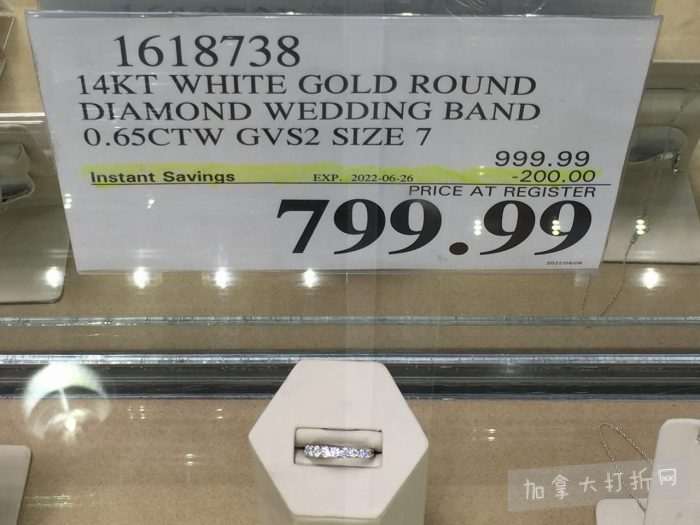 1618738
14KT WHITE GOLD ROUND
DIAMOND WEDDING BAND
0.65CTW GVS2 SIZE 7
999.99
Instant Savings EXP. 2022-06-26 -200.00
PRICE AT REGISTER
799.99
加拿大打折网